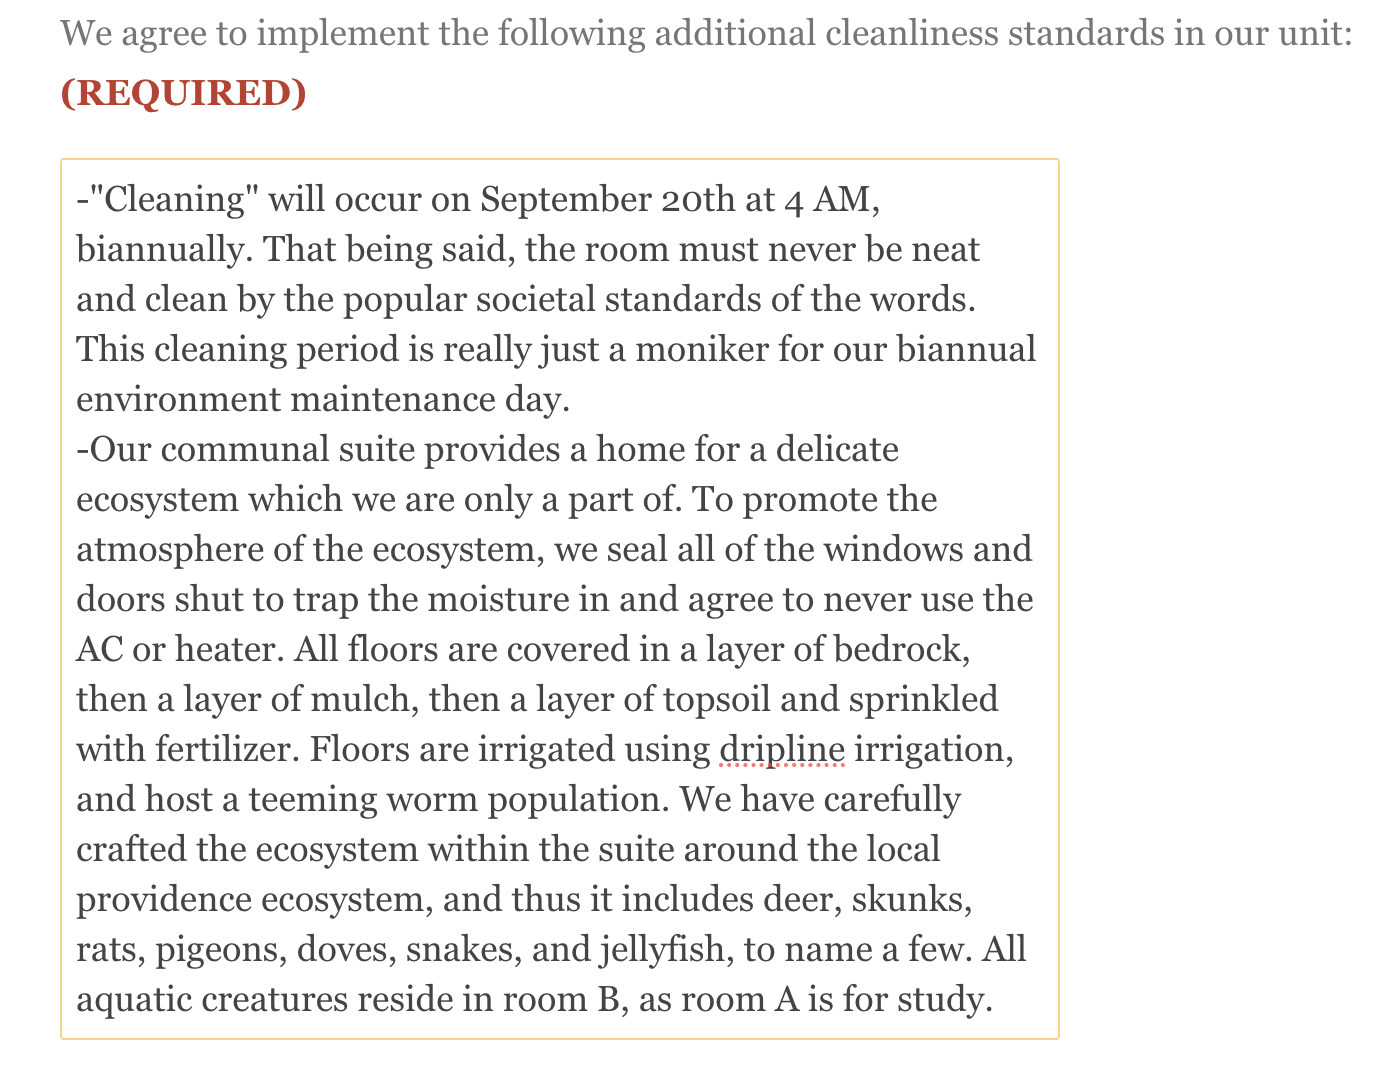 We agree to implement the following additional cleanliness standards in our unit:
(REQUIRED)
-"Cleaning" will occur on September 20th at 4 AM,
biannually. That being said, the room must never be neat
and clean by the popular societal standards of the words.
This cleaning period is really just a moniker for our biannual
environment maintenance day.
-Our communal suite provides a home for a delicate
ecosystem which we are only a part of. To promote the
atmosphere of the ecosystem, we seal all of the windows and
doors shut to trap the moisture in and agree to never use the
AC or heater. All floors are covered in a layer of bedrock,
then a layer of mulch, then a layer of topsoil and sprinkled
with fertilizer. Floors are irrigated using dripline irrigation,
and host a teeming worm population. We have carefully
crafted the ecosystem within the suite around the local
providence ecosystem, and thus it includes deer, skunks,
rats, pigeons, doves, snakes, and jellyfish, to name a few. All
aquatic creatures reside in room B, as room A is for study.